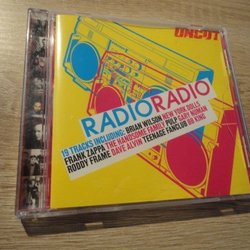 UNCUT
RADIORADIO
19 TRACKS INCLUDING: BRIAN WILSON NEW YORK DOLLS
FRANK ZAPPA THE HANDSOME FAMILY PULP GARY NUMAN
RODDY FRAME DAVE ALVIN TEENAGE FANCLUB BB KING